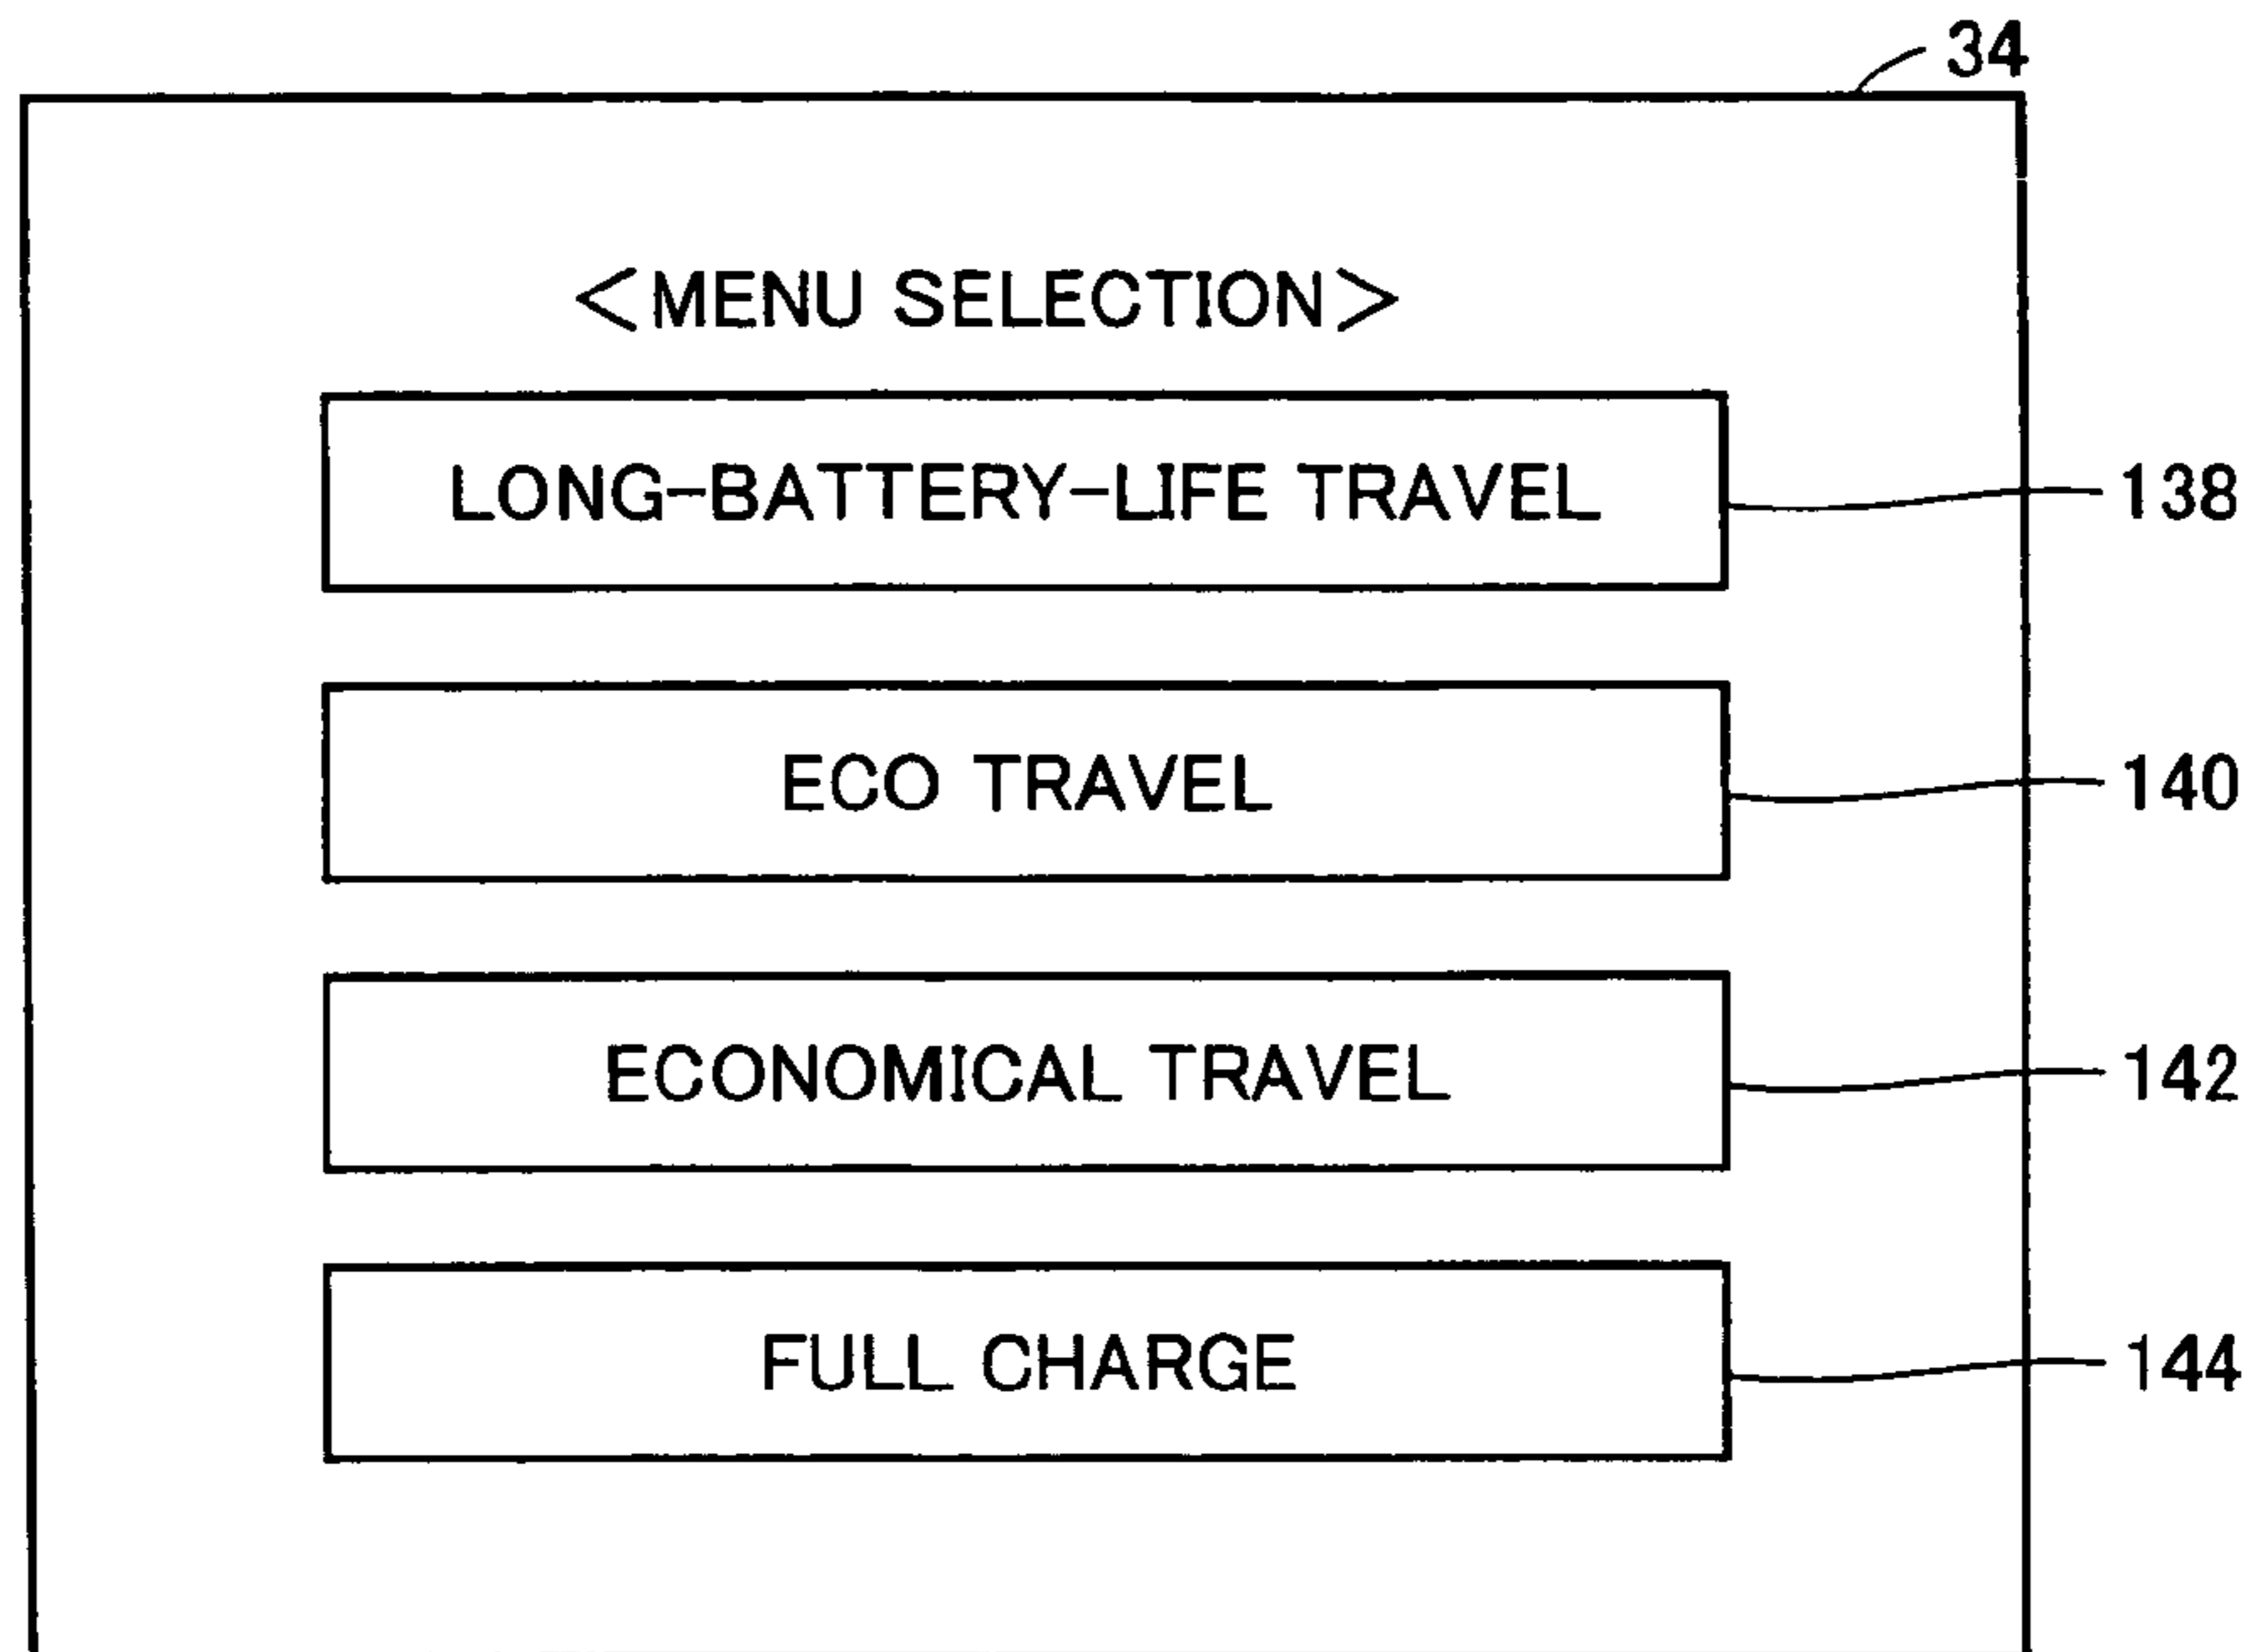 34
<MENU SELECTION>
LONG-BATTERY-LIFE TRAVEL 138
ECO TRAVEL 140
ECONOMICAL TRAVEL 142
FULL CHARGE 144